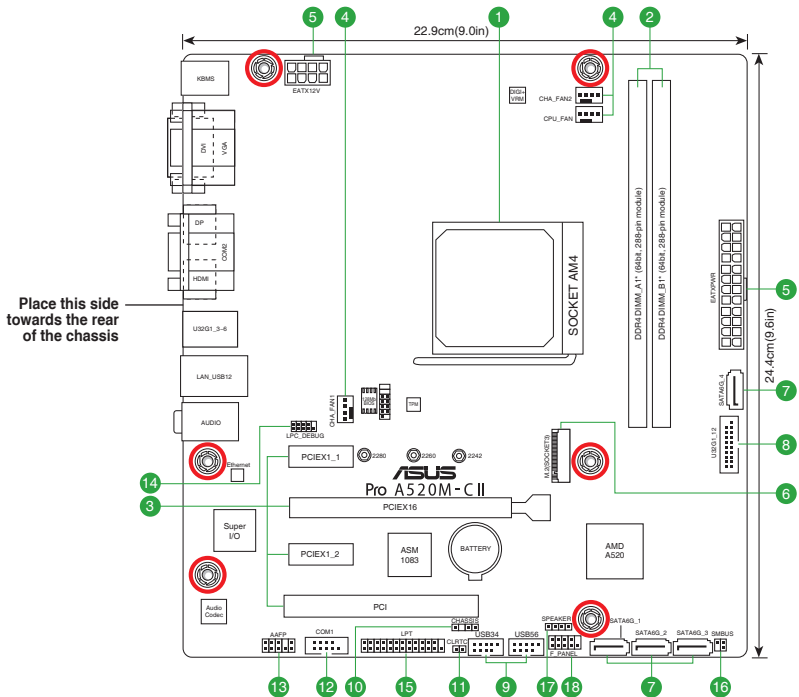 22.9cm(9.0in)
5
4
1
4
2
KBMS
EATX12V
DIGI+
VRM
CHA_FAN2
CPU_FAN
DVI
VGA
DP
COM2
HDMI
SOCKET AM4
DDR4 DIMM_A1* (64bit, 288-pin module)
DDR4 DIMM_B1* (64bit, 288-pin module)
EATXPWR
5
24.4cm(9.6in)
Place this side
towards the rear
of the chassis
U32G1_3-6
LAN_USB12
AUDIO
CHA_FAN1
128Mb
BIOS
TPM
SATA6G_4
7
LPC_DEBUG
U32G1_12
8
14
Ethernet
PCIEX1_1
2280
2260
2242
M.2(SOCKET3)
6
ASUS
Pro A520M-C II
3
PCIEX16
Super
I/O
PCIEX1_2
ASM
1083
BATTERY
AMD
A520
Audio
Codec
PCI
CHASSIS
SPEAKER
SATA6G_1
AAFP
COM1
LPT
CLRTC
USB34
USB56
F_PANEL
SATA6G_2
SATA6G_3
SMBUS
13
12
10
15
11
9
17
18
7
16